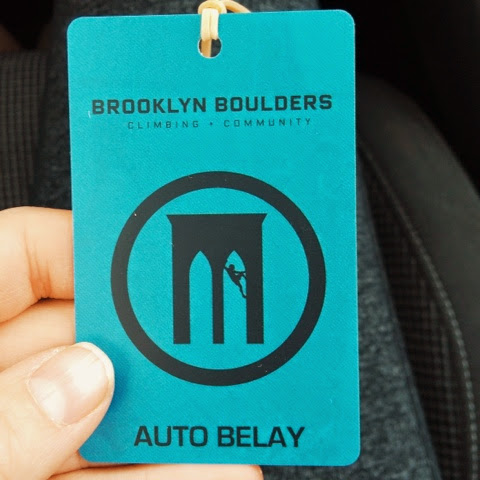 BROOKLYN BOULDERS
CLIMBING + COMMUNITY
AUTO BELAY